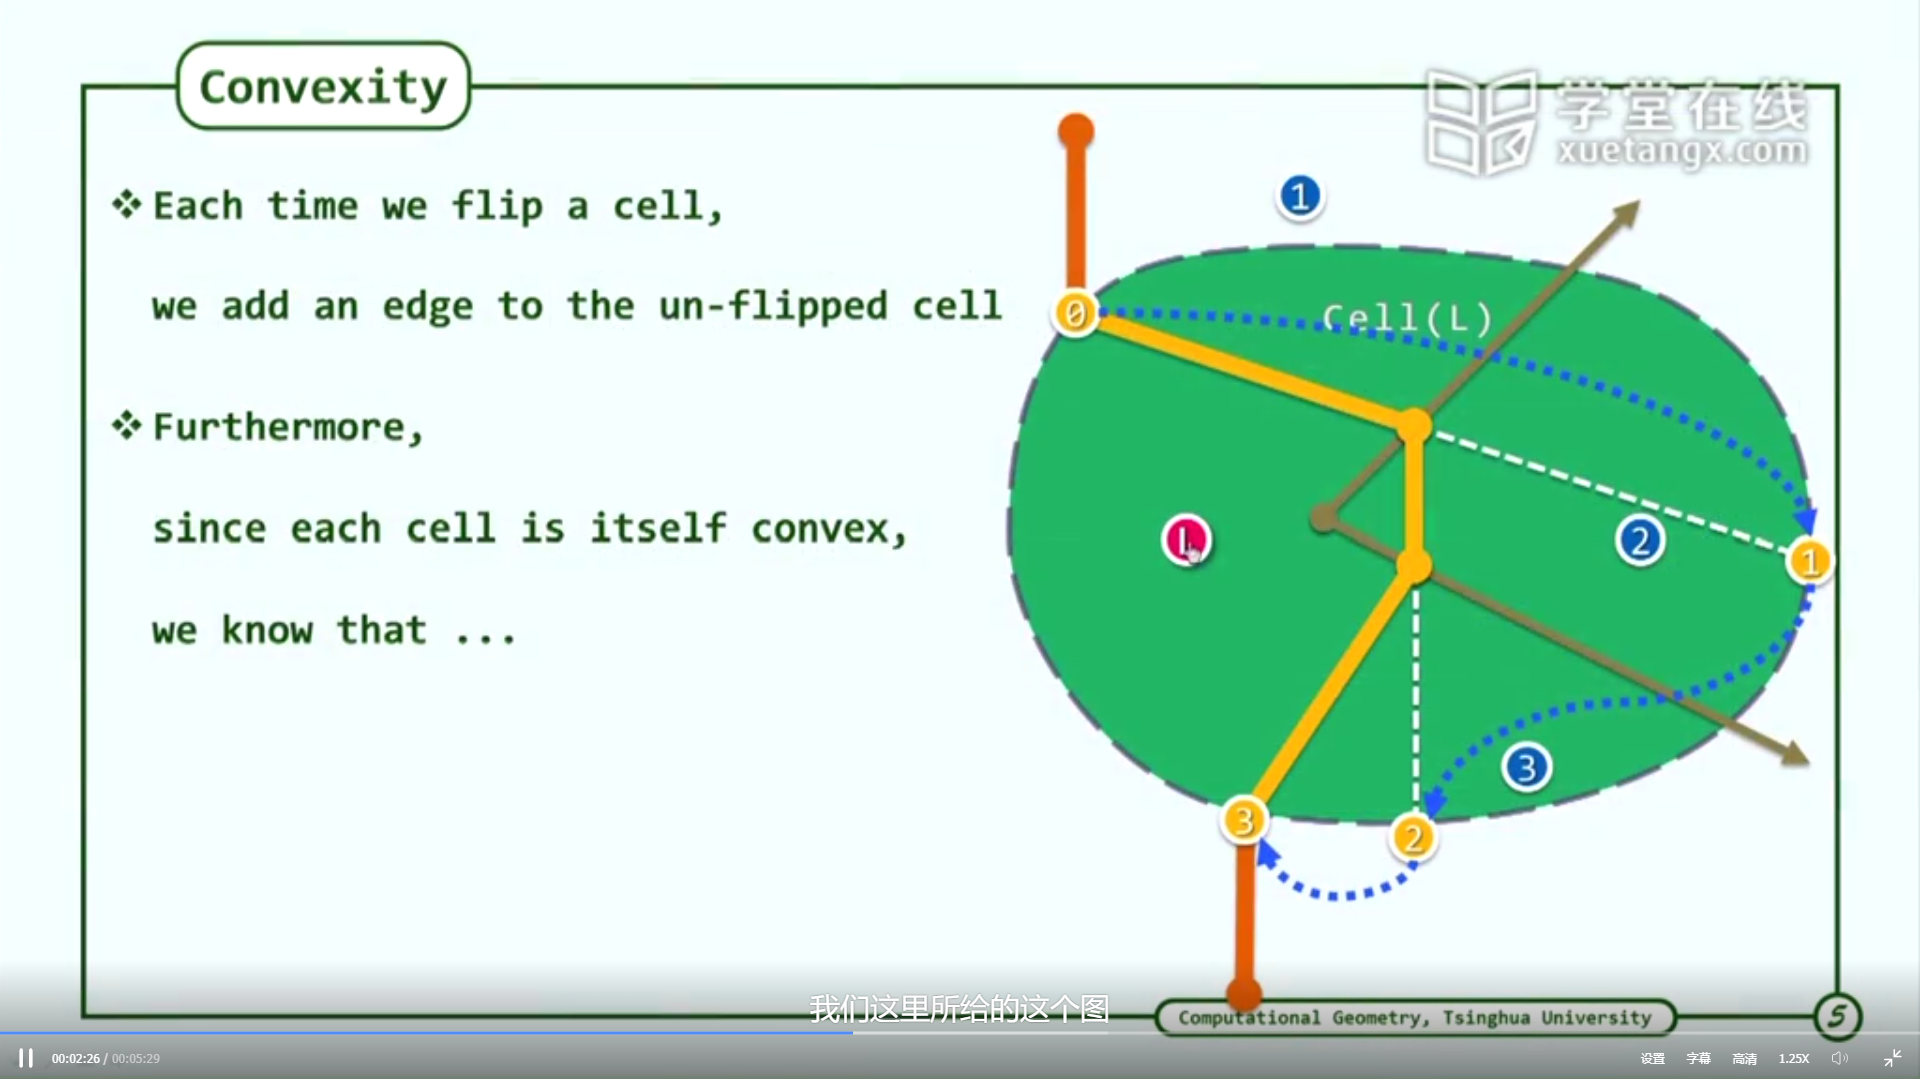 Convexity
学堂在线
xuetangx.com
❖ Each time we flip a cell,
we add an edge to the un-flipped cell
❖ Furthermore,
since each cell is itself convex,
we know that ...
1
0
Cell(L)
L
2
1
3
3
2
我们这里所给的这个图
Computational Geometry, Tsinghua University
5
00:02:26 / 00:05:29
设置 字幕 高清 1.25X